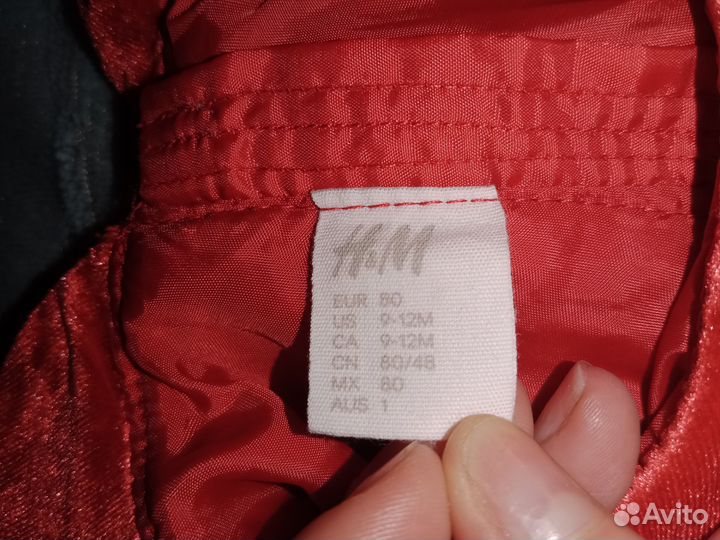 H&M
EUR 80
US 9-12M
CA 9-12M
CN 80/48
MX 80
AUS 1
Avito